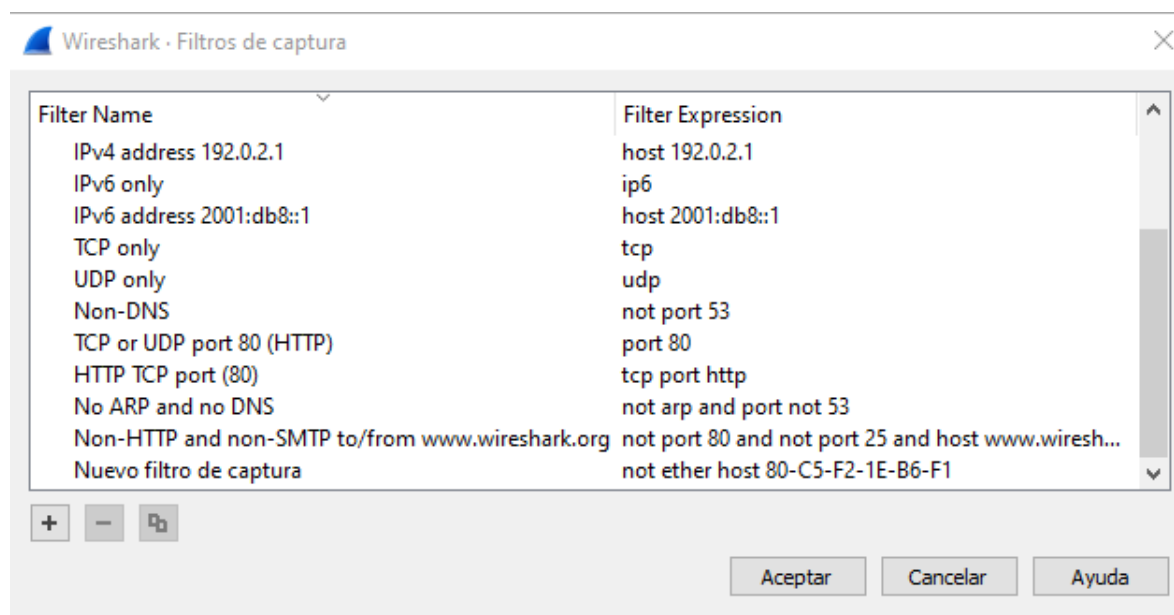 Wireshark · Filtros de captura
Filter Name Filter Expression
IPv4 address 192.0.2.1 host 192.0.2.1
IPv6 only ip6
IPv6 address 2001:db8::1 host 2001:db8::1
TCP only tcp
UDP only udp
Non-DNS not port 53
TCP or UDP port 80 (HTTP) port 80
HTTP TCP port (80) tcp port http
No ARP and no DNS not arp and port not 53
Non-HTTP and non-SMTP to/from www.wireshark.org not port 80 and not port 25 and host www.wiresh...
Nuevo filtro de captura not ether host 80-C5-F2-1E-B6-F1
Aceptar Cancelar Ayuda